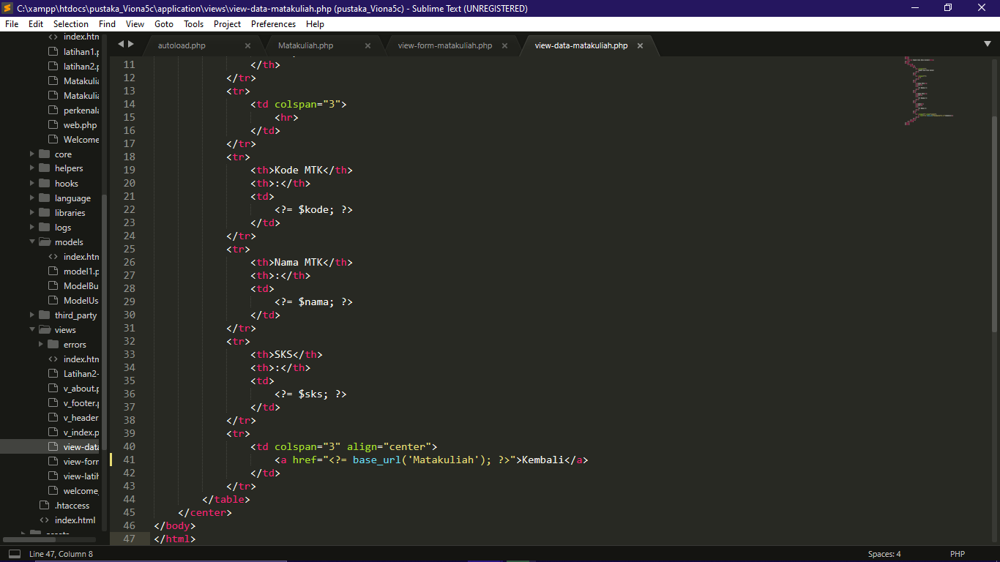 C:\xampp\htdocs\pustaka_Viona5c\application\views\view-data-matakuliah.php (pustaka_Viona5c) - Sublime Text (UNREGISTERED)
File Edit Selection Find View Goto Tools Project Preferences Help
index.htn
latihan1.p
latihan2.p
Matakulia
Matakulia
perkenala
web.php
Welcome
core
helpers
hooks
language
libraries
logs
models
index.htn
model1.p
ModelBu
ModelUs
third_party
views
errors
index.htn
Latihan2-
v_about.p
v_footer.p
v_header
v_index.p
view-data
view-forn
view-latih
welcome_
.htaccess
index.html
autoload.php
Matakuliah.php
view-form-matakuliah.php
view-data-matakuliah.php
11 </th>
12 </tr>
13 <tr>
14 <td colspan="3">
15 <hr>
16 </td>
17 </tr>
18 <tr>
19 <th>Kode MTK</th>
20 <th>:</th>
21 <td>
22 <?= $kode; ?>
23 </td>
24 </tr>
25 <tr>
26 <th>Nama MTK</th>
27 <th>:</th>
28 <td>
29 <?= $nama; ?>
30 </td>
31 </tr>
32 <tr>
33 <th>SKS</th>
34 <th>:</th>
35 <td>
36 <?= $sks; ?>
37 </td>
38 </tr>
39 <tr>
40 <td colspan="3" align="center">
41 <a href="<?= base_url('Matakuliah'); ?>">Kembali</a>
42 </td>
43 </tr>
44 </table>
45 </center>
46 </body>
47 </html>
Line 47, Column 8
Spaces: 4
PHP